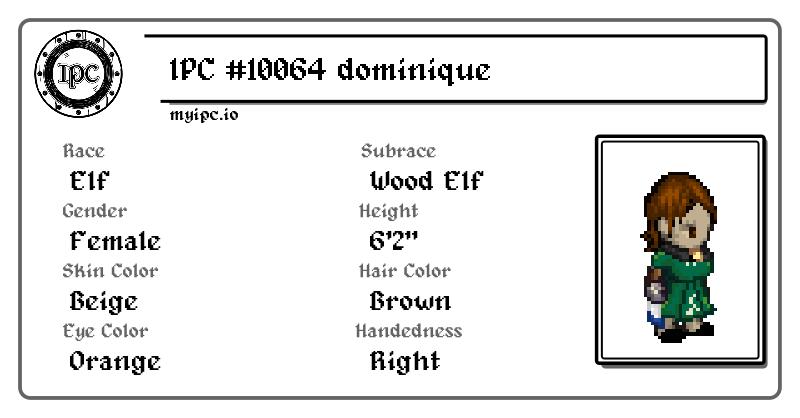 IPC
IPC #10064 dominique
myipc.io
Race
Elf
Subrace
Wood Elf
Gender
Female
Height
6'2"
Skin Color
Beige
Hair Color
Brown
Eye Color
Orange
Handedness
Right